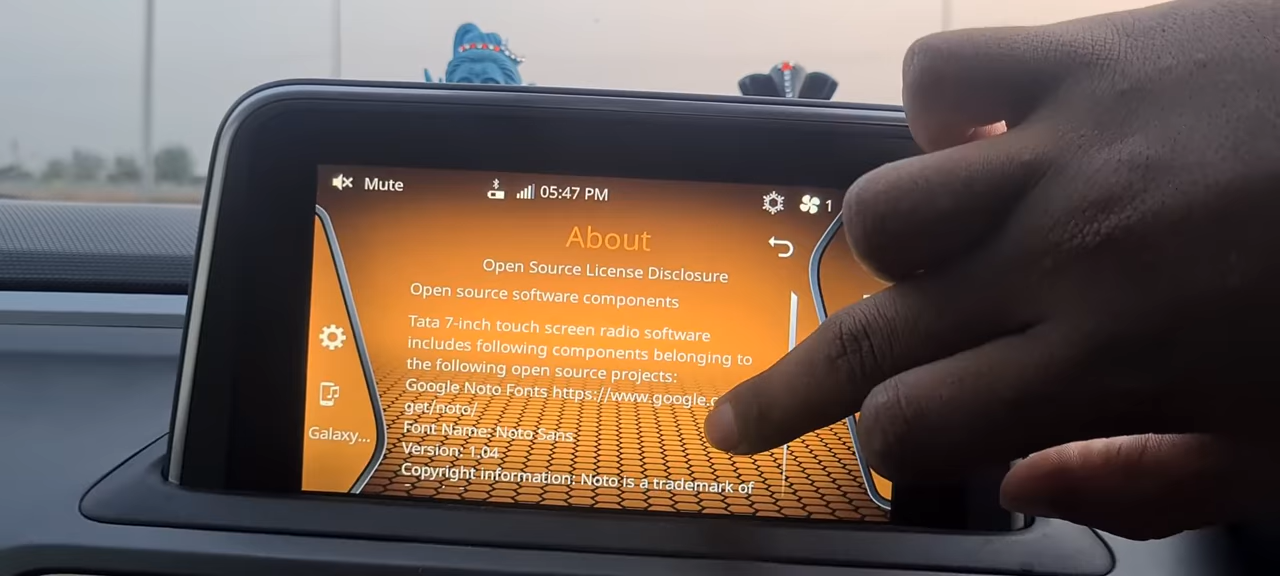 Mute
05:47 PM
1
About
Open Source License Disclosure
Open source software components
Tata 7-inch touch screen radio software
includes following components belonging to
the following open source projects:
Google Noto Fonts https://www.google.c
get/noto/
Font Name: Noto Sans
Version: 1.04
Copyright information: Noto is a trademark of
Galaxy...